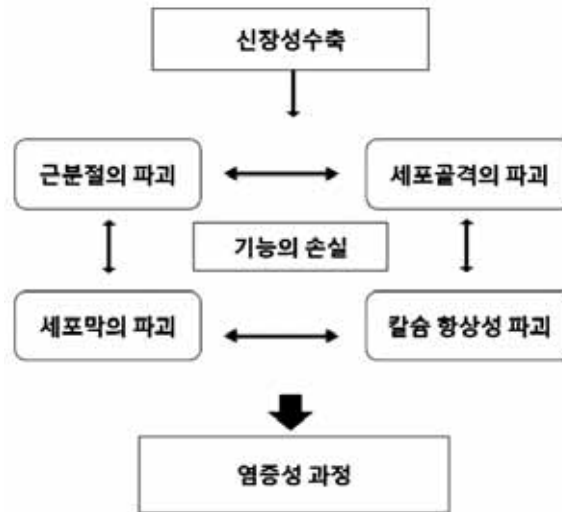 신장성수축
근분절의 파괴
세포골격의 파괴
기능의 손실
세포막의 파괴
칼슘 항상성 파괴
염증성 과정